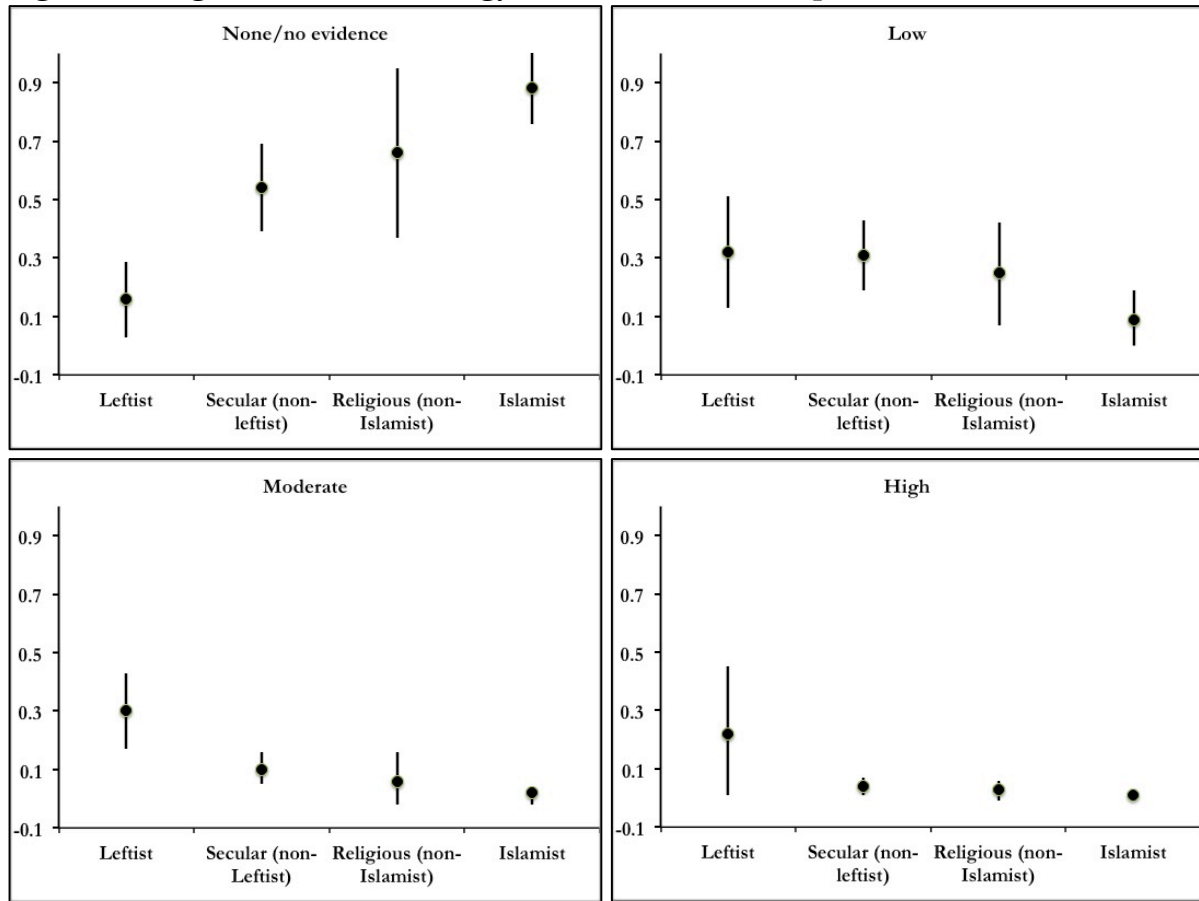 None/no evidence
0.9
0.7
0.5
0.3
0.1
-0.1
Leftist
Secular (non-
leftist)
Religious (non-
Islamist)
Islamist
Low
0.9
0.7
0.5
0.3
0.1
-0.1
Leftist
Secular (non-
leftist)
Religious (non-
Islamist)
Islamist
Moderate
0.9
0.7
0.5
0.3
0.1
-0.1
Leftist
Secular (non-
Leftist)
Religious (non-
Islamist)
Islamist
High
0.9
0.7
0.5
0.3
0.1
-0.1
Leftist
Secular (non-
leftist)
Religious (non-
Islamist)
Islamist